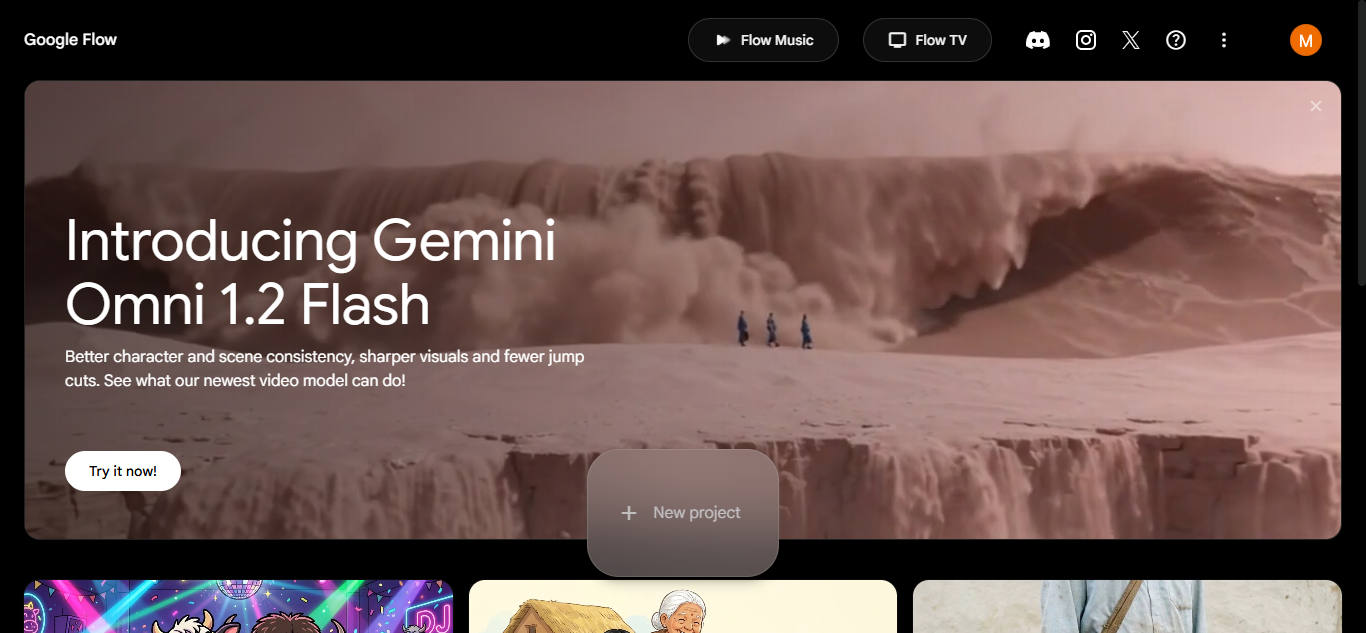 Google Flow
Flow Music
Flow TV
M
Introducing Gemini
Omni 1.2 Flash
Better character and scene consistency, sharper visuals and fewer jump
cuts. See what our newest video model can do!
Try it now!
New project
DJ